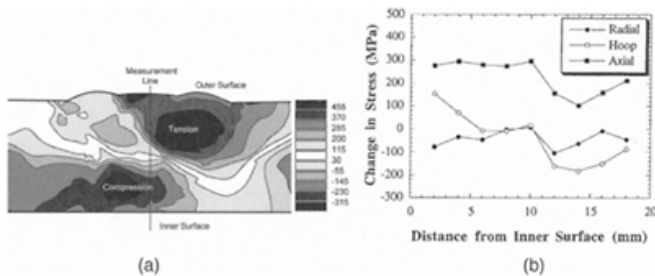 Measurement
Line
Outer Surface
Tension
Compression
Inner Surface
455
370
285
200
115
30
-55
-145
-230
-315
(a)
Change in Stress (MPa)
500
400
300
200
100
0
-100
-200
-300
Radial
Hoop
Axial
0 5 10 15 20
Distance from Inner Surface (mm)
(b)